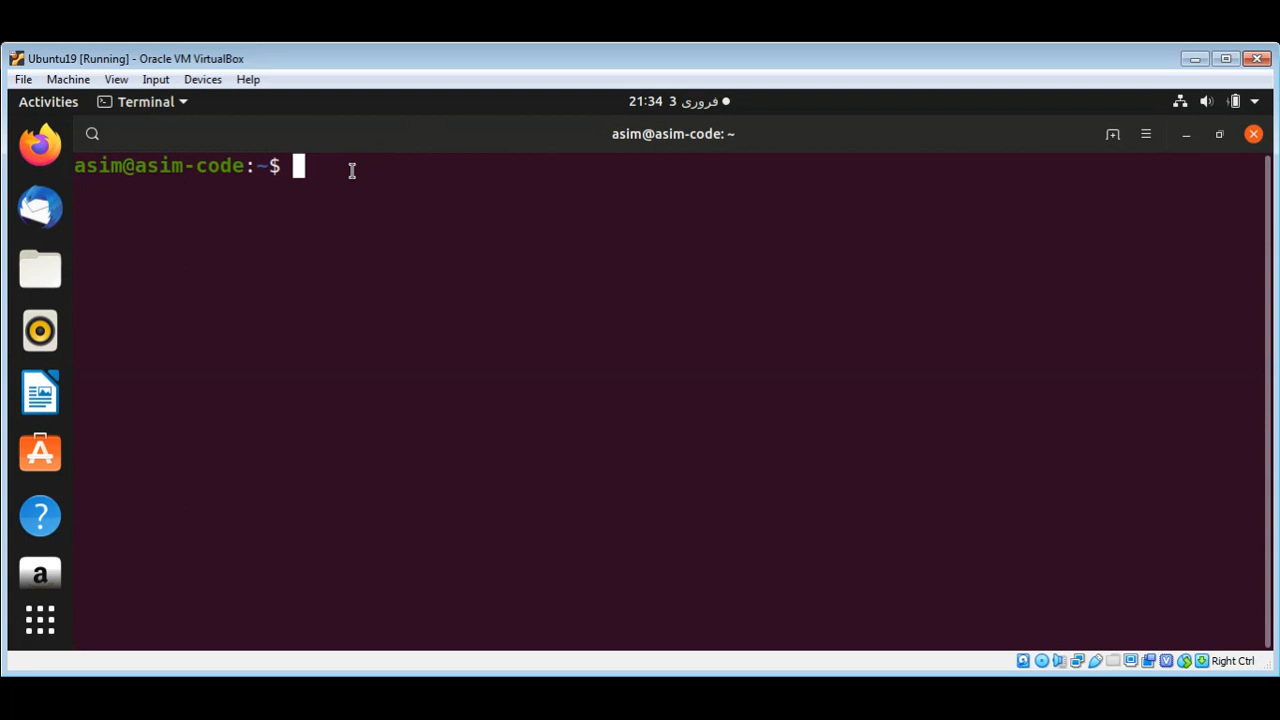 Ubuntu19 [Running] - Oracle VM VirtualBox
File Machine View Input Devices Help
Activities Terminal 21:34 3 فروری
asim@asim-code: ~
asim@asim-code:~$
?
a
Right Ctrl